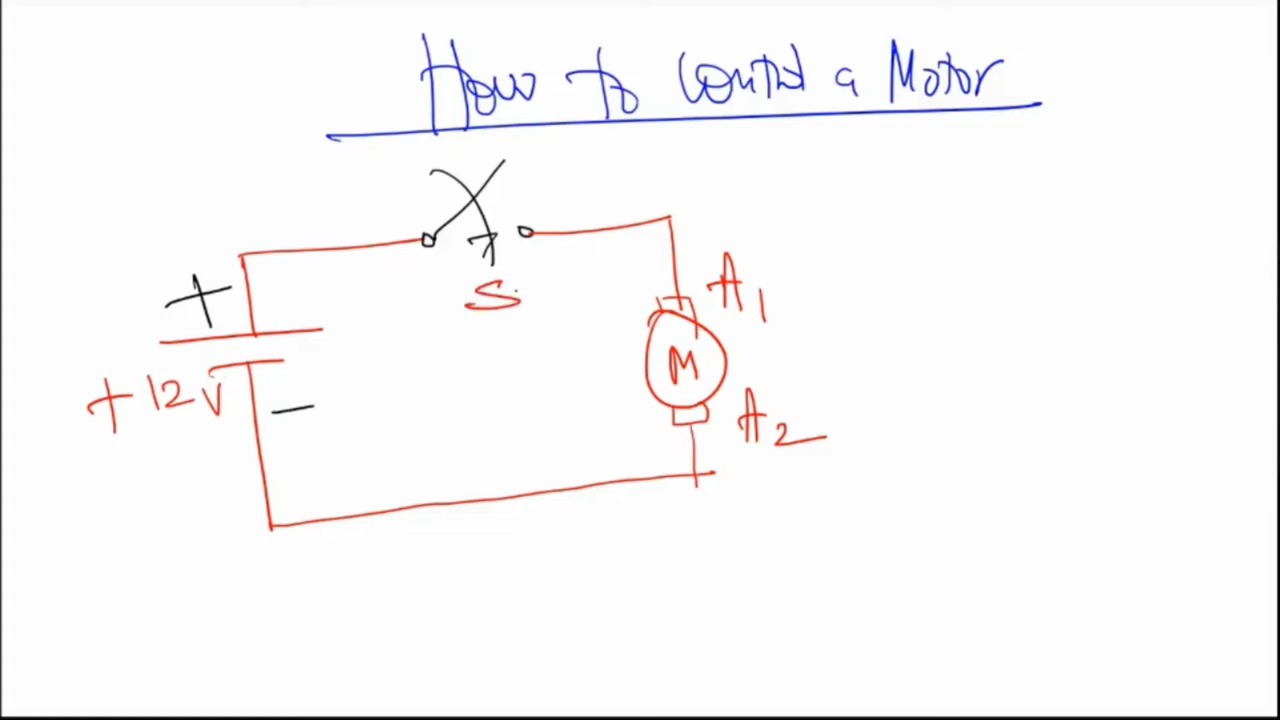 How to Control a Motor
+
S
A1
M
+12V
−
A2